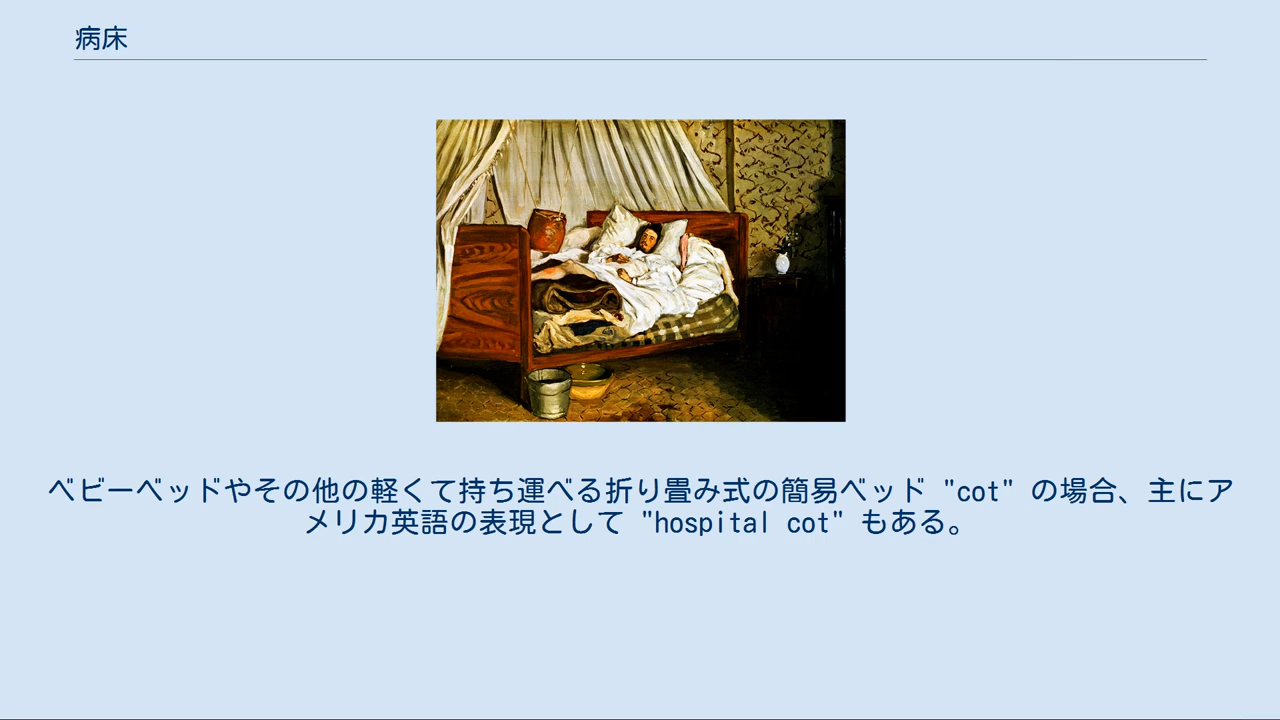 病床
ベビーベッドやその他の軽くて持ち運べる折り畳み式の簡易ベッド "cot" の場合、主にア
メリカ英語の表現として "hospital cot" もある。